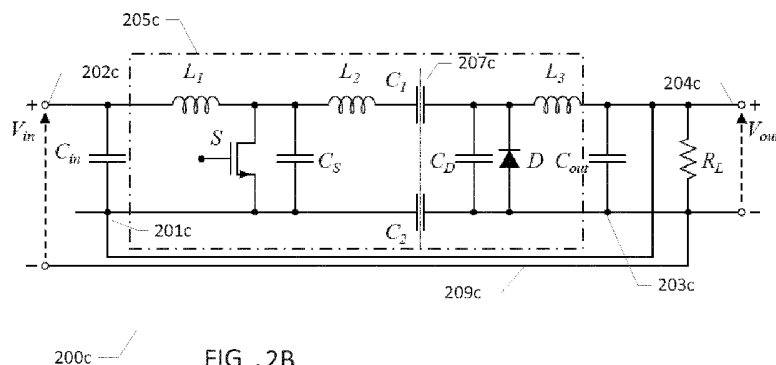 205c
202c
L1
L2
C1
207c
L3
204c
+
+
Vin
Cin
S
CS
CD
D
Cout
RL
Vout
201c
C2
−
−
209c
203c
200c
FIG .2B